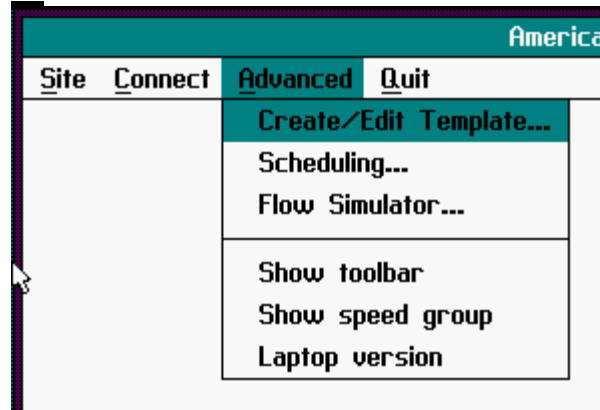 America
Site Connect Advanced Quit
Create/Edit Template...
Scheduling...
Flow Simulator...
Show toolbar
Show speed group
Laptop version